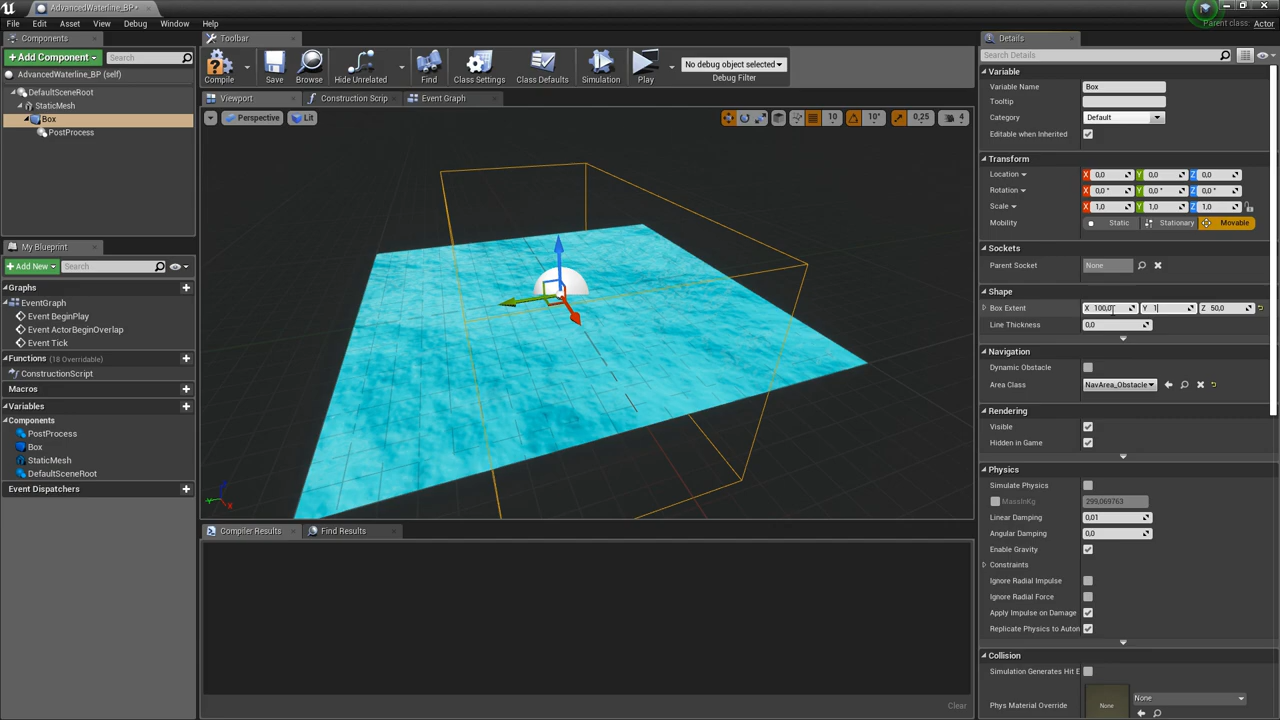 AdvancedWaterline_BP*
File Edit Asset View Debug Window Help
Parent class: Actor
Components
+ Add Component Search
AdvancedWaterline_BP (self)
DefaultSceneRoot
StaticMesh
Box
PostProcess
My Blueprint
+ Add New Search
Graphs
EventGraph
Event BeginPlay
Event ActorBeginOverlap
Event Tick
Functions (18 Overridable)
ConstructionScript
Macros
Variables
Components
PostProcess
Box
StaticMesh
DefaultSceneRoot
Event Dispatchers
Toolbar
Compile Save Browse Hide Unrelated Find Class Settings Class Defaults Simulation Play
No debug object selected
Debug Filter
Viewport Construction Scrip Event Graph
Perspective Lit 10 10° 0,25 4
Compiler Results Find Results
Clear
Details
Search Details
Variable
Variable Name Box
Tooltip
Category Default
Editable when Inherited
Transform
Location X 0,0 Y 0,0 Z 0,0
Rotation X 0,0 ° Y 0,0 ° Z 0,0 °
Scale X 1,0 Y 1,0 Z 1,0
Mobility Static Stationary Movable
Sockets
Parent Socket None
Shape
Box Extent X 100,0 Y 1 Z 50,0
Line Thickness 0,0
Navigation
Dynamic Obstacle
Area Class NavArea_Obstacle
Rendering
Visible
Hidden in Game
Physics
Simulate Physics
MassInKg 299,069763
Linear Damping 0,01
Angular Damping 0,0
Enable Gravity
Constraints
Ignore Radial Impulse
Ignore Radial Force
Apply Impulse on Damage
Replicate Physics to Auton
Collision
Simulation Generates Hit E
Phys Material Override None None